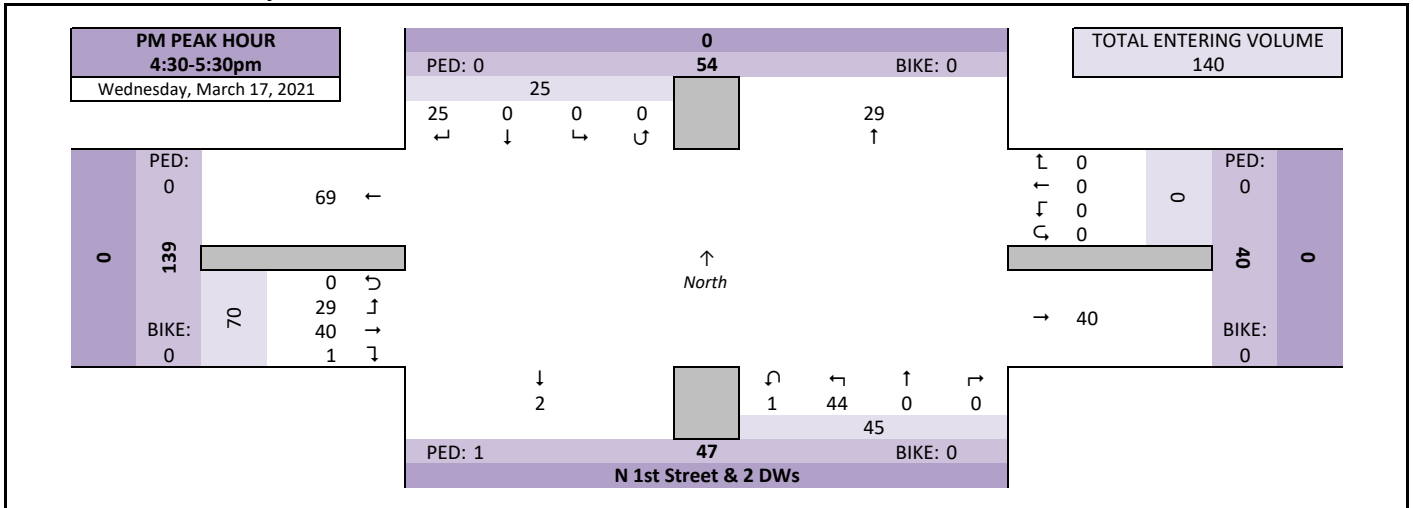 PM PEAK HOUR
4:30-5:30pm
Wednesday, March 17, 2021
0
PED: 0 54 BIKE: 0
25
TOTAL ENTERING VOLUME
140
25 0 0 0 29
↵ ↓ ↳ ↺ ↑
PED:
0
69 ←
0
139
70
0
29
40 →
1
BIKE:
0
↑
North
0
← 0
0
0
0
PED:
0
40
0
→ 40
BIKE:
0
↓
2
↑
1 44 0 0
45
PED: 1 47 BIKE: 0
N 1st Street & 2 DWs